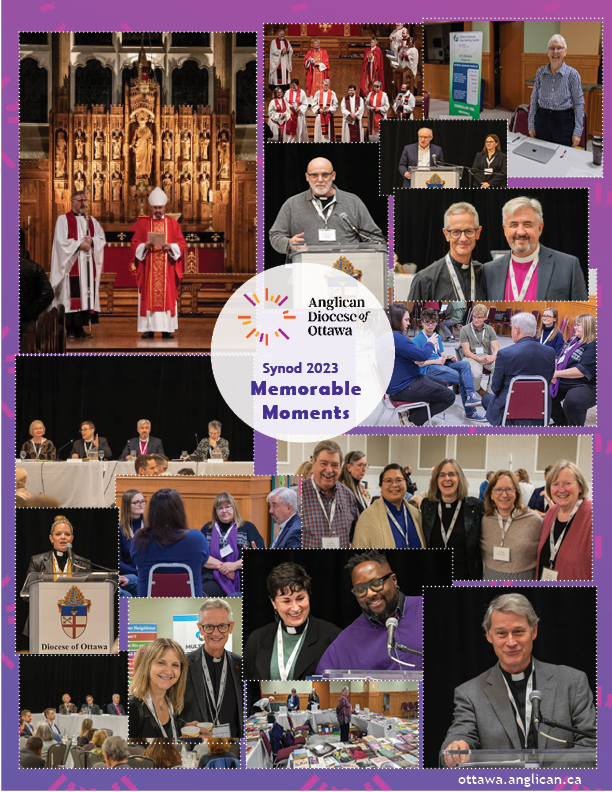 Anglican
Diocese of
Ottawa
Synod 2023
Memorable
Moments
Diocese of Ottawa
ottawa.anglican.ca